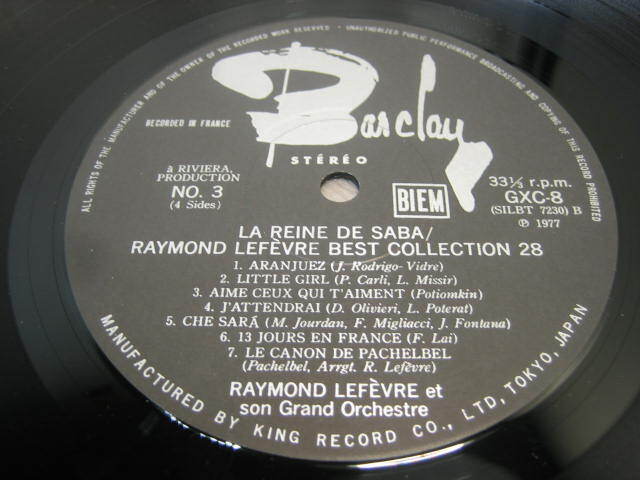 ALL RIGHTS OF THE MANUFACTURER AND OF THE OWNER OF THE RECORDED WORK RESERVED ★ UNAUTHORIZED PUBLIC PERFORMANCE BROADCASTING AND COPYING OF THIS RECORD PROHIBITED
Barclay
RECORDED IN FRANCE
STÉRÉO
à RIVIERA,
PRODUCTION
NO. 3
(4 Sides)
BIEM
33⅓ r.p.m.
GXC-8
(SILBT 7230) B
℗ 1977
LA REINE DE SABA/
RAYMOND LEFÈVRE BEST COLLECTION 28
1. ARANJUEZ (J. Rodrigo-Vidre)
2. LITTLE GIRL (P. Carli, L. Missir)
3. AIME CEUX QUI T'AIMENT (Potiomkin)
4. J'ATTENDRAI (D. Olivieri, L. Poterat)
5. CHE SARÃ (M. Jourdan, F. Migliacci, J. Fontana)
6. 13 JOURS EN FRANCE (F. Lai)
7. LE CANON DE PACHELBEL
(Pachelbel, Arrgt. R. Lefèvre)
RAYMOND LEFÈVRE et
son Grand Orchestre
MANUFACTURED BY KING RECORD CO., LTD, TOKYO, JAPAN